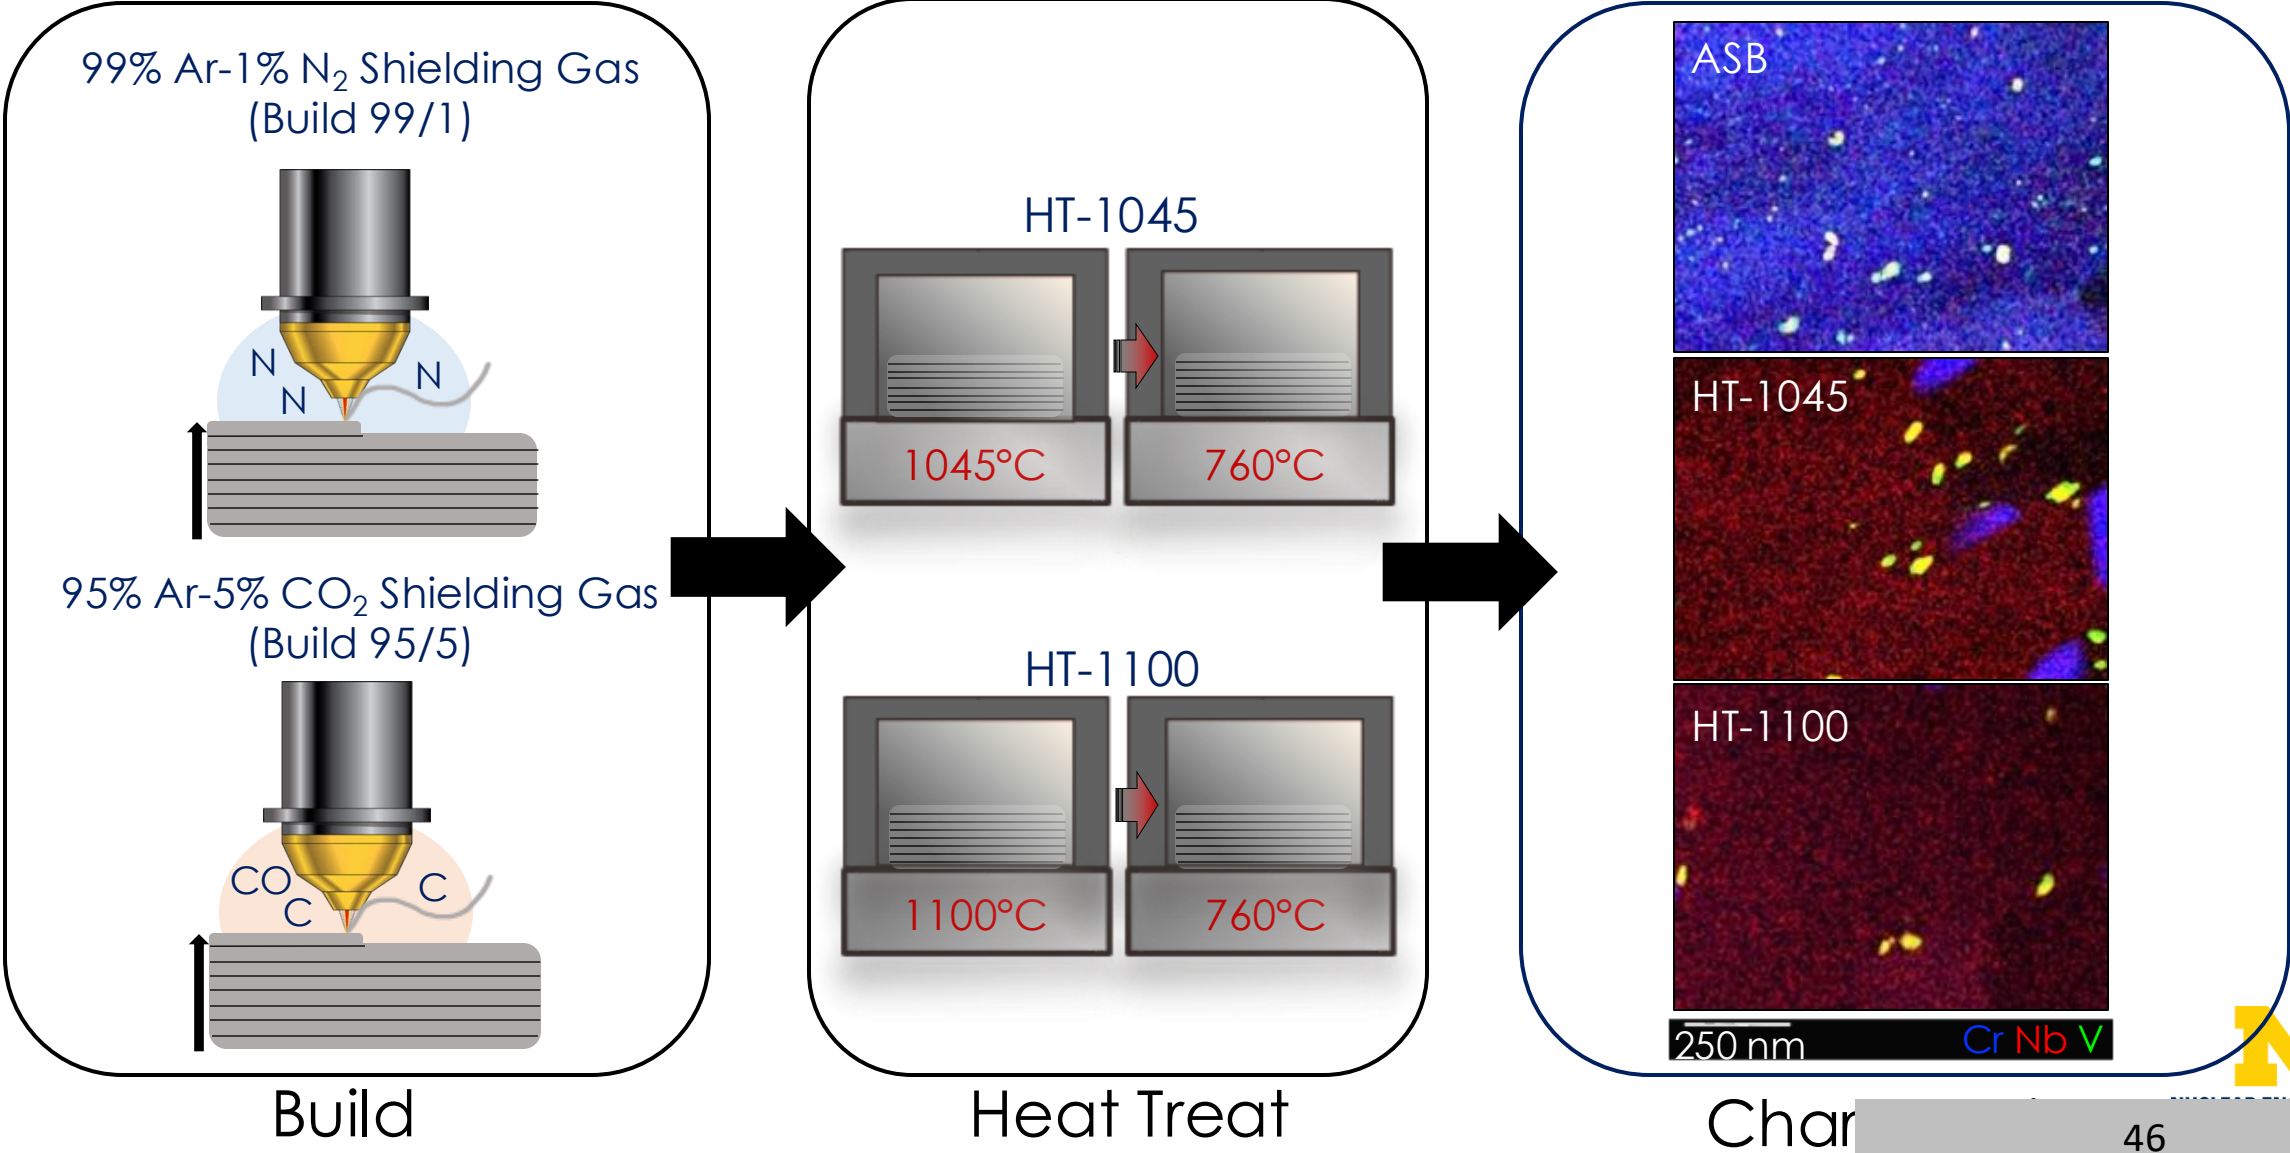 99% Ar-1% N₂ Shielding Gas
(Build 99/1)
N
N
N
95% Ar-5% CO₂ Shielding Gas
(Build 95/5)
CO
C
C
Build
HT-1045
1045°C
760°C
HT-1100
1100°C
760°C
Heat Treat
ASB
HT-1045
HT-1100
250 nm
Cr Nb V
46